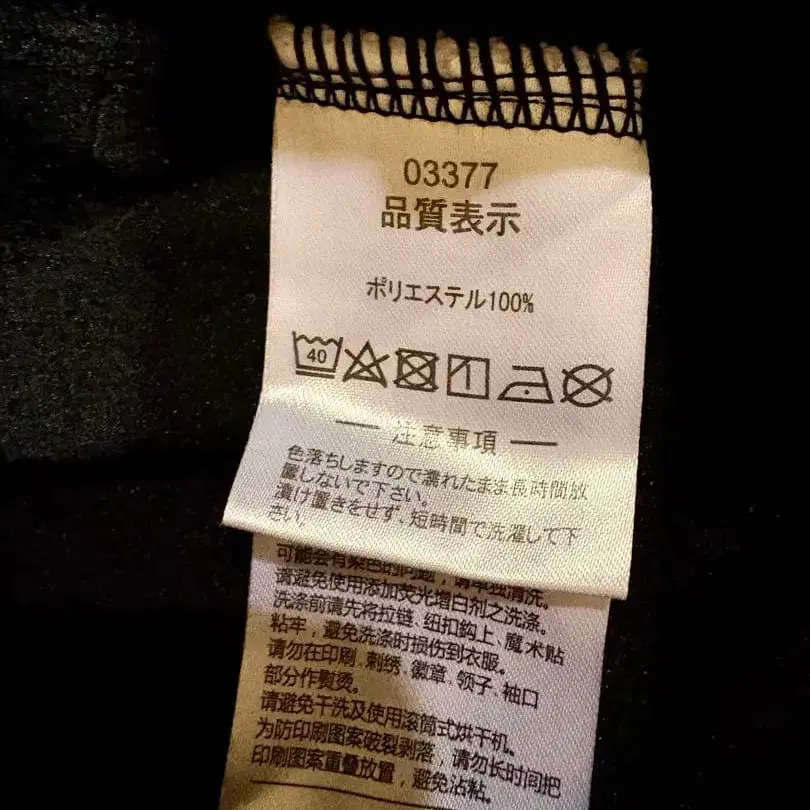 03377
品質表示
ポリエステル100%
40
注意事項
色落ちしますので濡れたまま長時間放
置しないで下さい。
漬け置きをせず、短時間で洗濯して下
さい。
可能会有染色的问题，请单独清洗。
请避免使用添加荧光增白剂之洗涤。
洗涤前请先将拉链、纽扣鈎上、魔术贴
粘牢，避免洗涤时损伤到衣服。
请勿在印刷、刺绣、徽章、领子、袖口
部分作熨烫。
请避免干洗及使用滚筒式烘干机。
为防印刷图案破裂剥落，请勿长时间把
印刷图案重叠放置，避免沾粘。